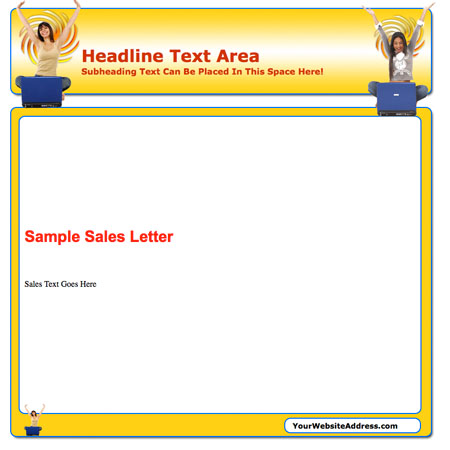 Headline Text Area
Subheading Text Can Be Placed In This Space Here!
Sample Sales Letter
Sales Text Goes Here
YourWebsiteAddress.com